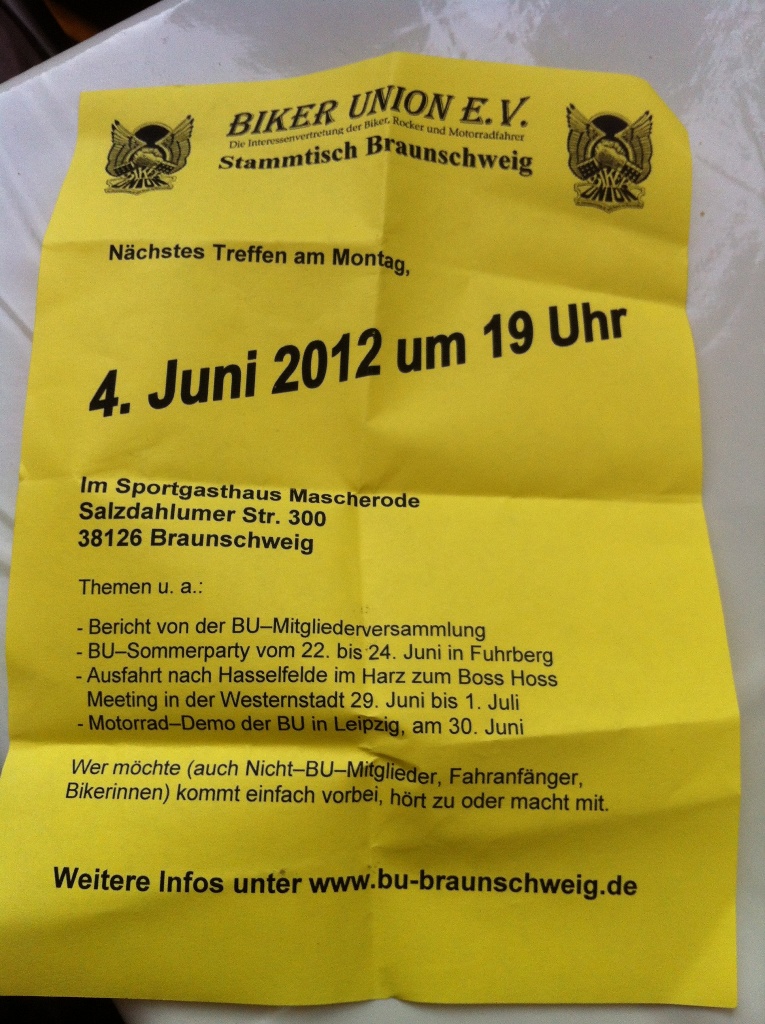 BIKER UNION E.V.
Die Interessenvertretung der Biker, Rocker und Motorradfahrer
Stammtisch Braunschweig
BIKER
UNION
BIKER
UNION
Nächstes Treffen am Montag,
4. Juni 2012 um 19 Uhr
Im Sportgasthaus Mascherode
Salzdahlumer Str. 300
38126 Braunschweig
Themen u. a.:
- Bericht von der BU–Mitgliederversammlung
- BU–Sommerparty vom 22. bis 24. Juni in Fuhrberg
- Ausfahrt nach Hasselfelde im Harz zum Boss Hoss
Meeting in der Westernstadt 29. Juni bis 1. Juli
- Motorrad–Demo der BU in Leipzig, am 30. Juni
Wer möchte (auch Nicht–BU–Mitglieder, Fahranfänger,
Bikerinnen) kommt einfach vorbei, hört zu oder macht mit.
Weitere Infos unter www.bu-braunschweig.de